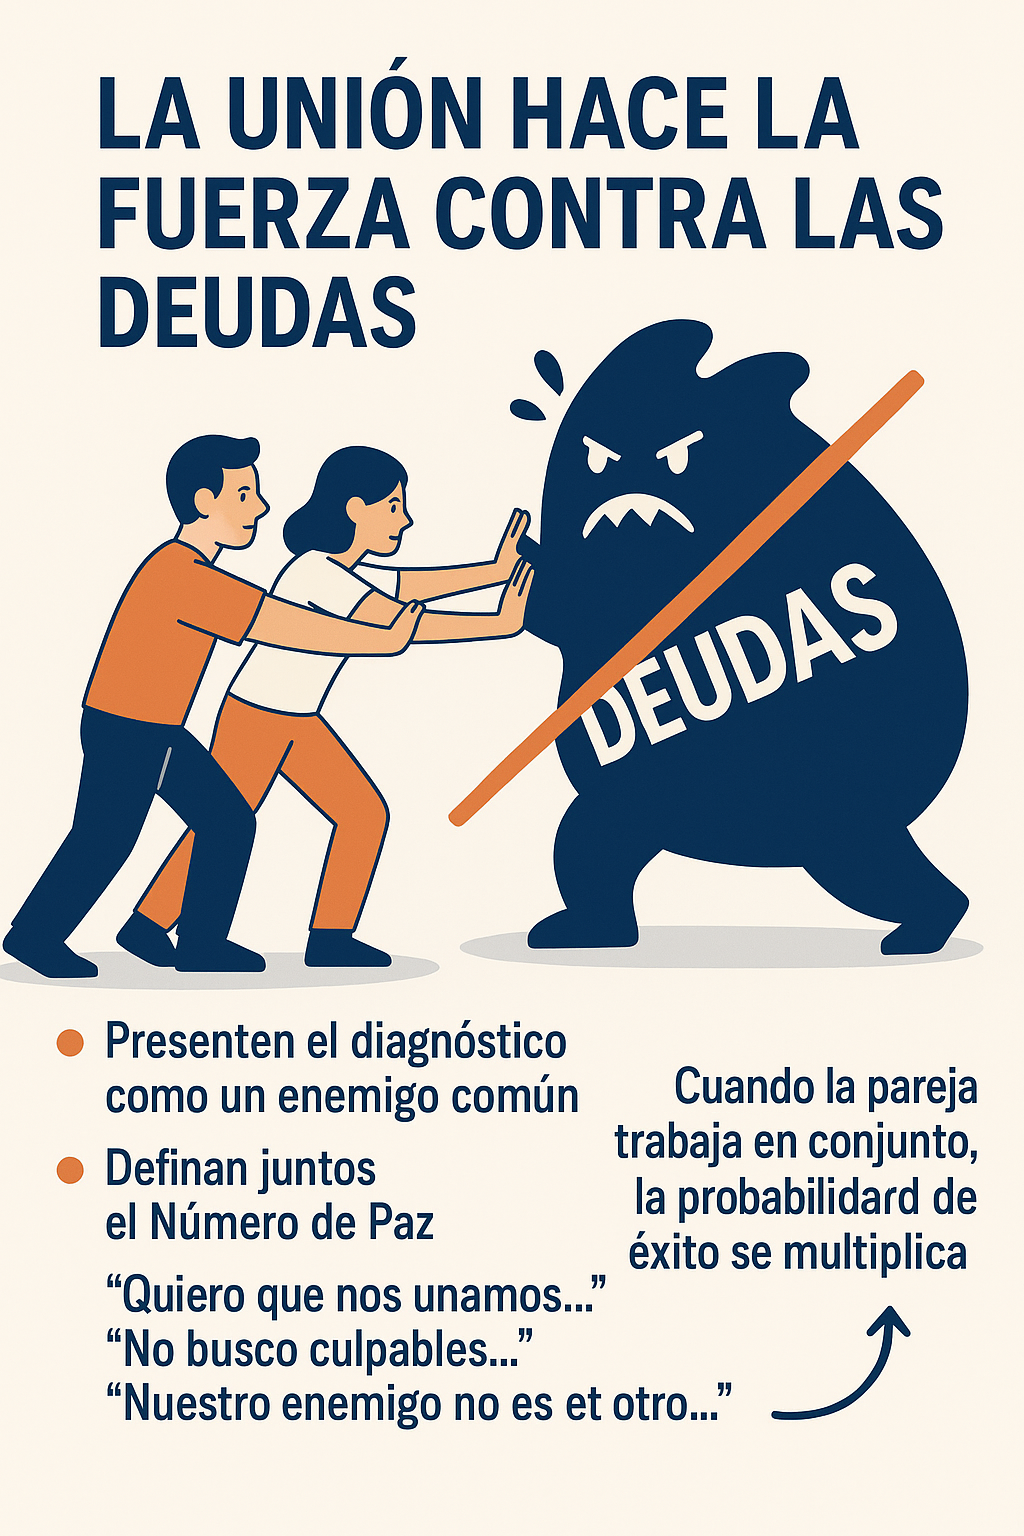 LA UNIÓN HACE LA
FUERZA CONTRA LAS
DEUDAS
DEUDAS
Presenten el diagnóstico
como un enemigo común
Definan juntos
el Número de Paz
“Quiero que nos unamos...”
“No busco culpables...”
“Nuestro enemigo no es et otro...”
Cuando la pareja
trabaja en conjunto,
la probabilidard de
éxito se multiplica